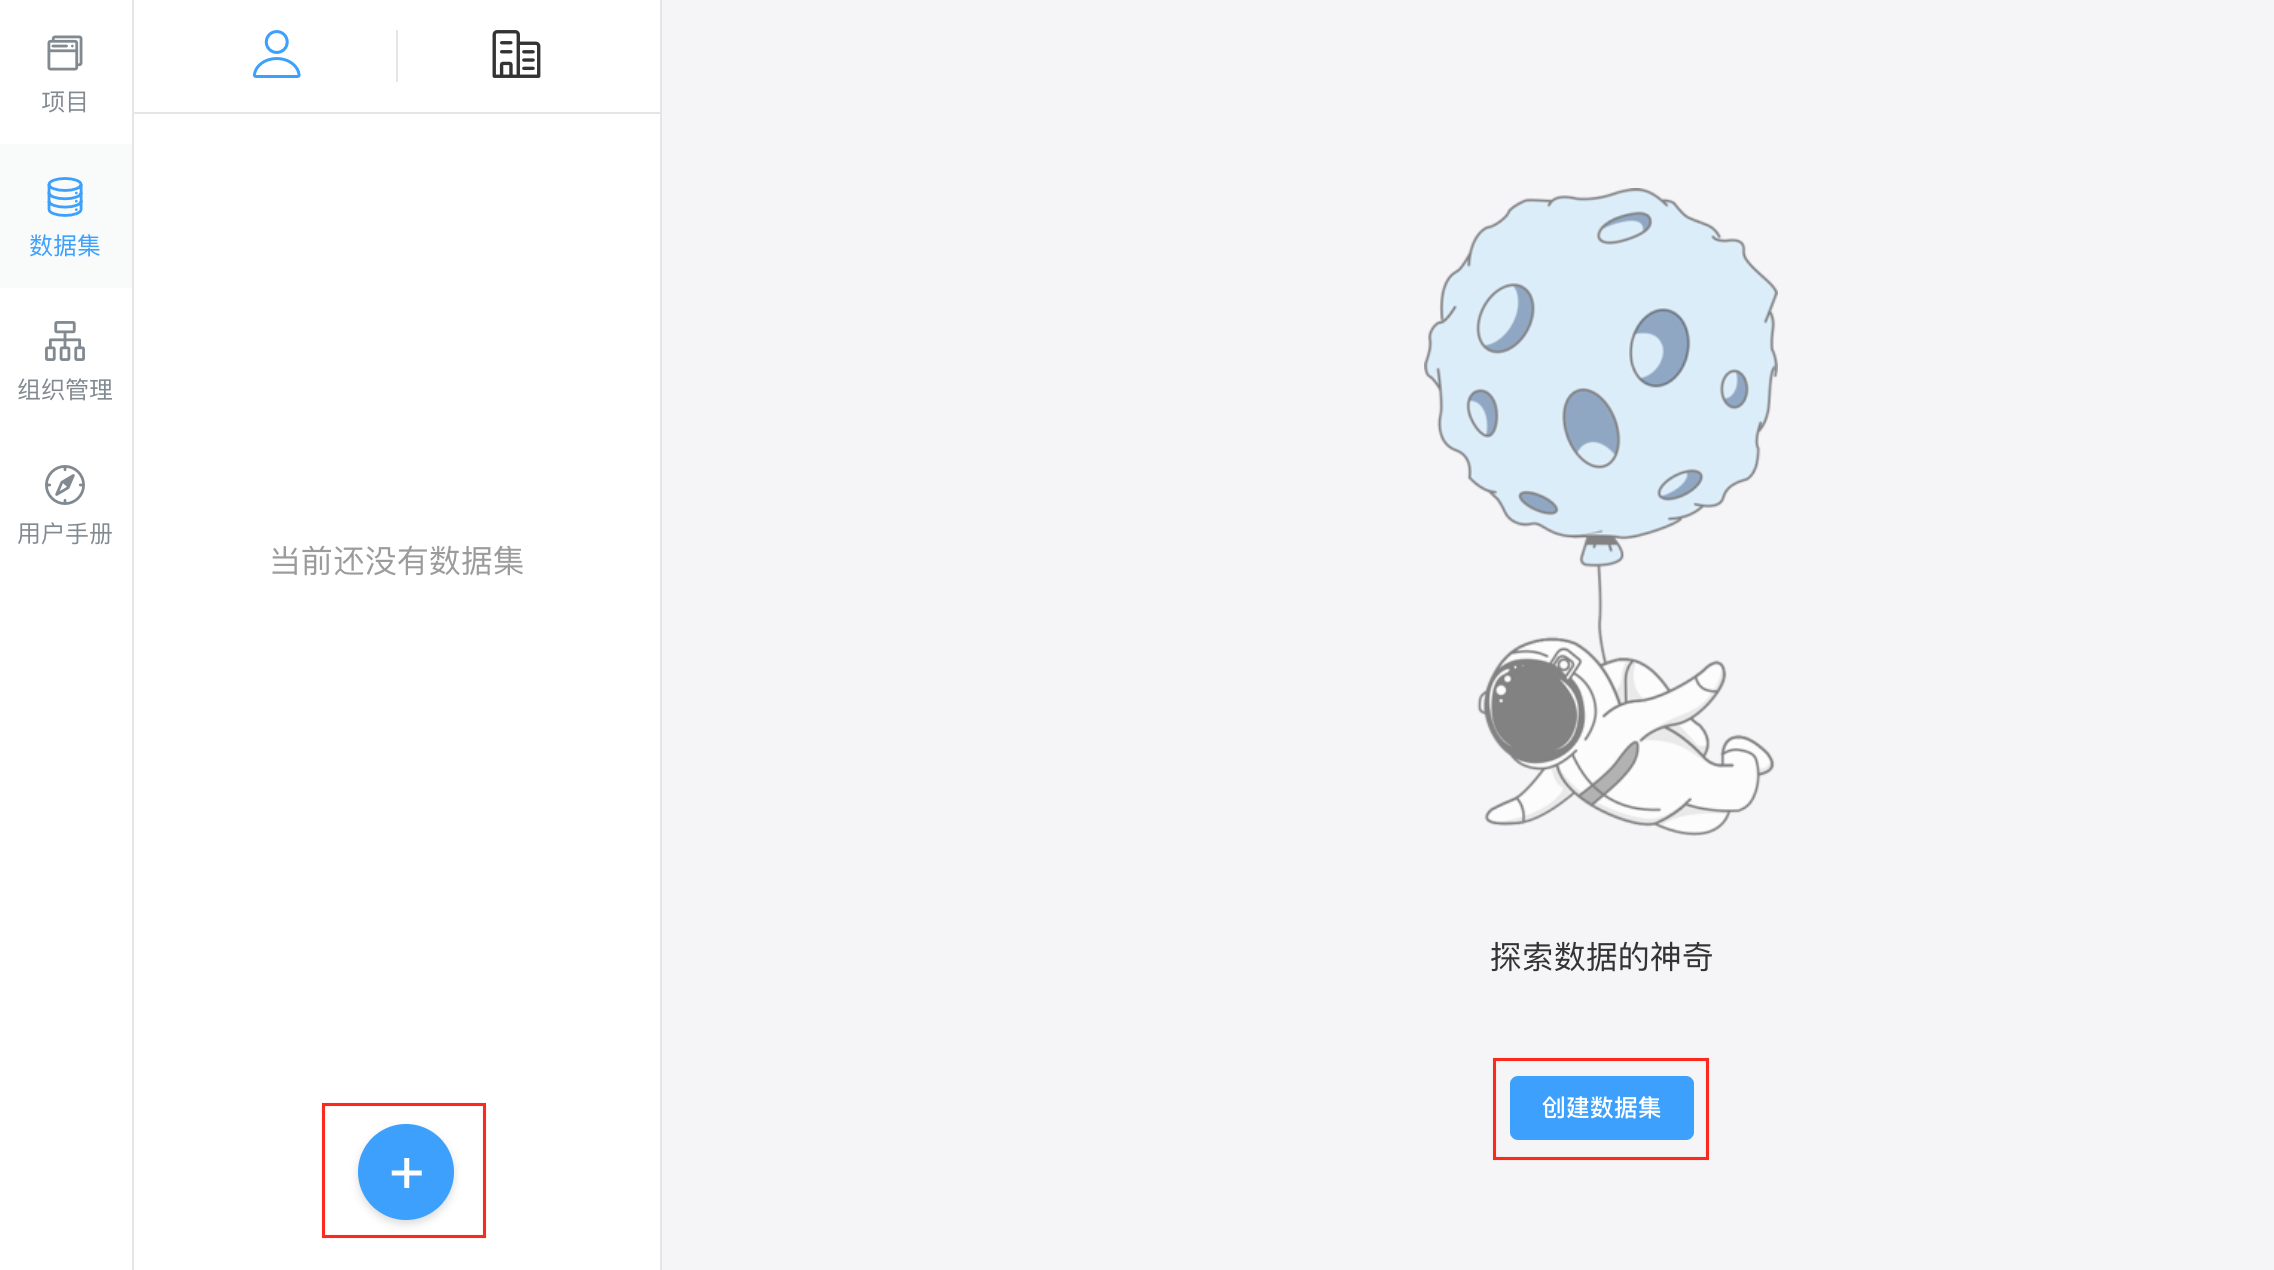 项目
数据集
组织管理
用户手册
当前还没有数据集
探索数据的神奇
创建数据集